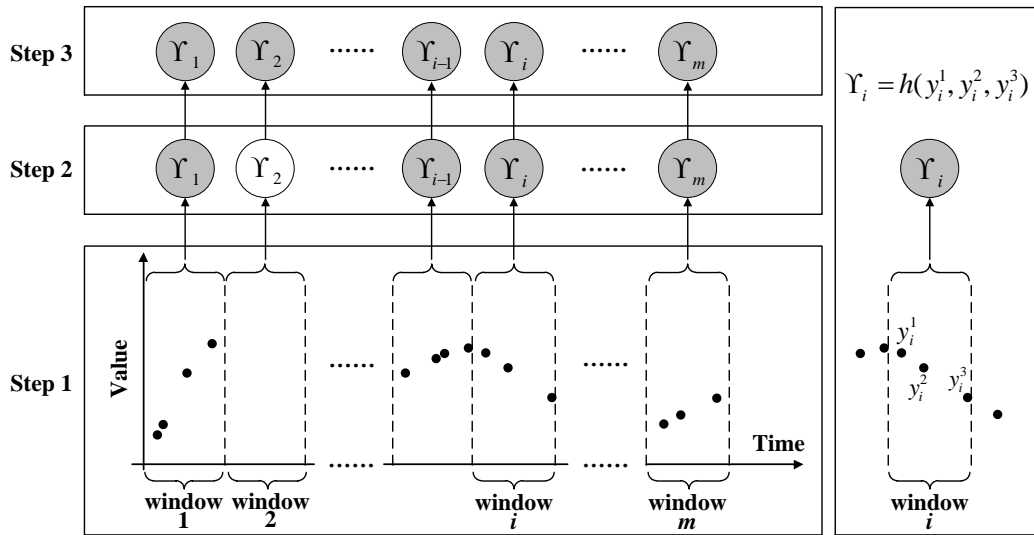 Step 3
ϒ₁ ϒ₂ ...... ϒᵢ₋₁ ϒᵢ ...... ϒₘ
Step 2
ϒ₁ ϒ₂ ...... ϒᵢ₋₁ ϒᵢ ...... ϒₘ
Step 1
Value
...... ......
Time
...... ......
window 1
window 2
window i
window m
ϒᵢ = h(yᵢ¹, yᵢ², yᵢ³)
ϒᵢ
yᵢ¹
yᵢ²
yᵢ³
window i